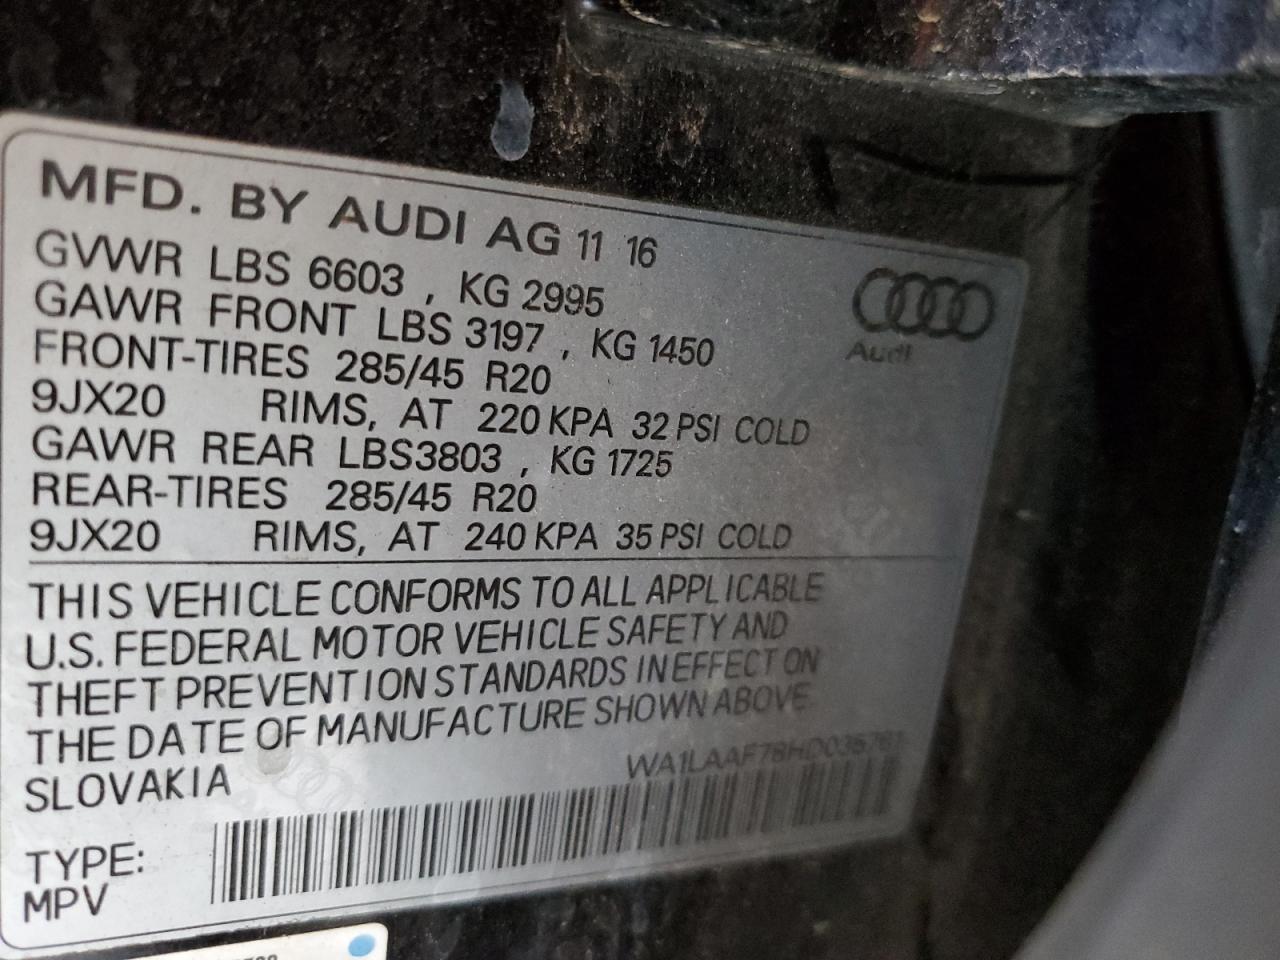 MFD. BY AUDI AG 11 16
GVWR LBS 6603 , KG 2995
GAWR FRONT LBS 3197 , KG 1450
FRONT-TIRES 285/45 R20
9JX20 RIMS, AT 220 KPA 32 PSI COLD
GAWR REAR LBS3803 , KG 1725
REAR-TIRES 285/45 R20
9JX20 RIMS, AT 240 KPA 35 PSI COLD
Audi
THIS VEHICLE CONFORMS TO ALL APPLICABLE
U.S. FEDERAL MOTOR VEHICLE SAFETY AND
THEFT PREVENTION STANDARDS IN EFFECT ON
THE DATE OF MANUFACTURE SHOWN ABOVE
SLOVAKIA
TYPE:
MPV